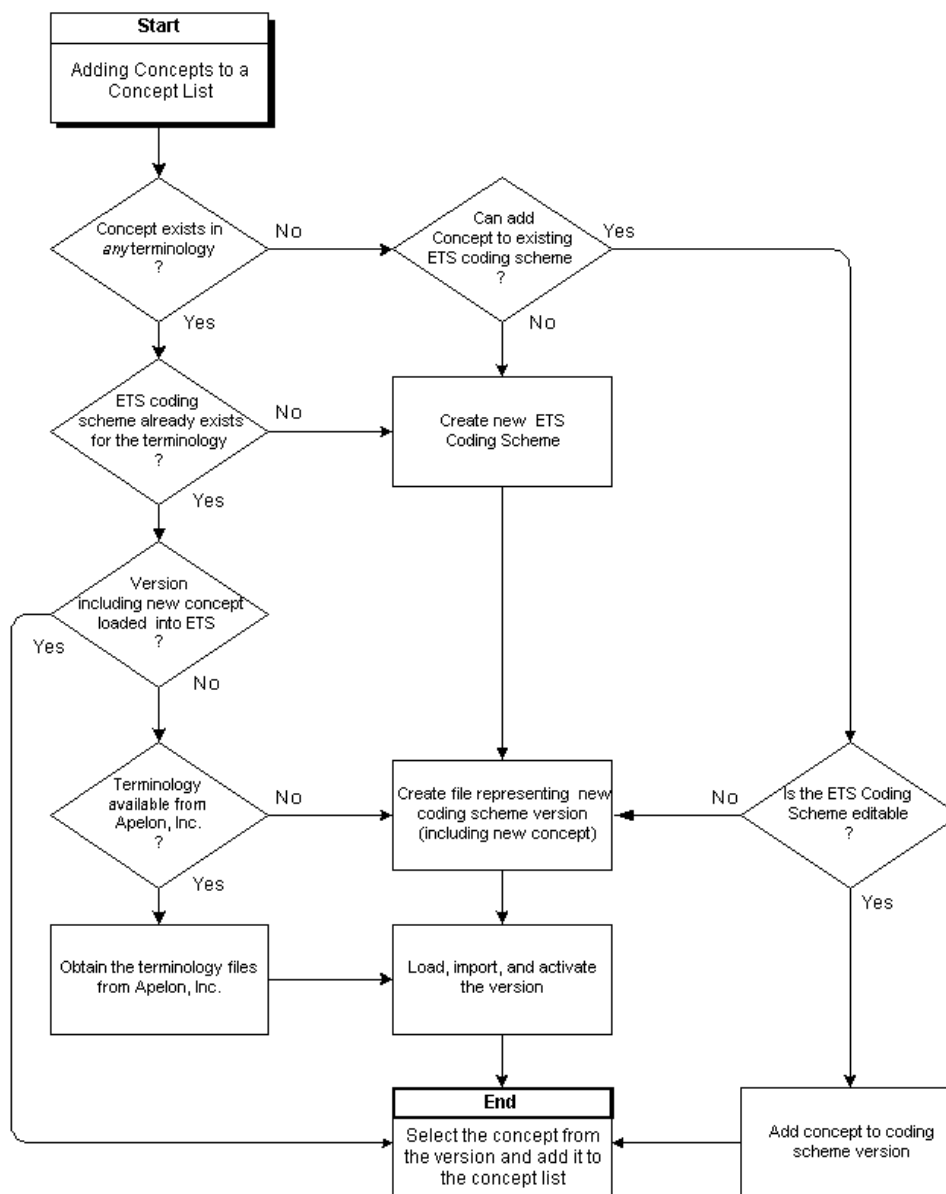 Start
Adding Concepts to a
Concept List
Concept exists in
any terminology
?
No
Yes
Can add
Concept to existing
ETS coding scheme
?
Yes
No
ETS coding
scheme already exists
for the terminology
?
No
Yes
Create new ETS
Coding Scheme
Version
including new concept
loaded into ETS
?
Yes
No
Terminology
available from
Apelon, Inc.
?
No
Yes
Create file representing new
coding scheme version
(including new concept)
No
Is the ETS Coding
Scheme editable
?
Yes
Obtain the terminology files
from Apelon, Inc.
Load, import, and activate
the version
End
Select the concept from
the version and add it to
the concept list
Add concept to coding
scheme version